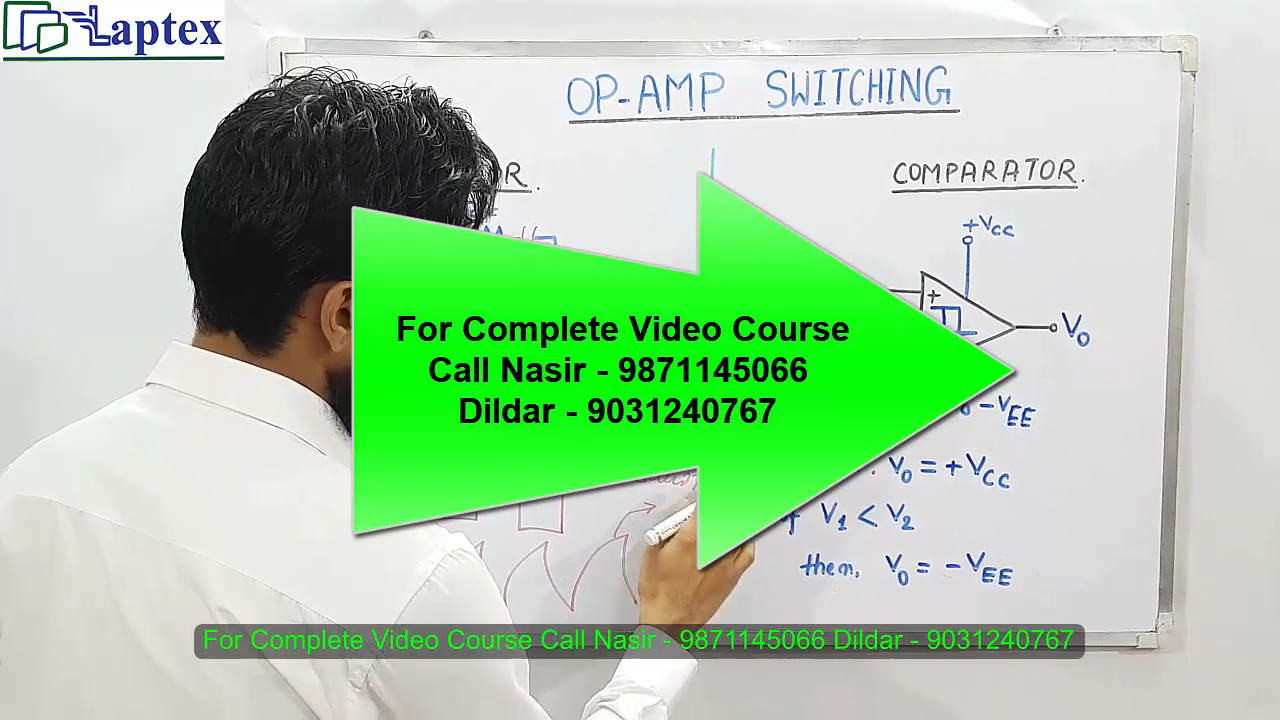 Laptex
OP-AMP SWITCHING
R.
COMPARATOR.
+VCC
+
V0
-VEE
For Complete Video Course
Call Nasir - 9871145066
Dildar - 9031240767
V0 = +VCC
V1 < V2
then, V0 = -VEE
For Complete Video Course Call Nasir - 9871145066 Dildar - 9031240767